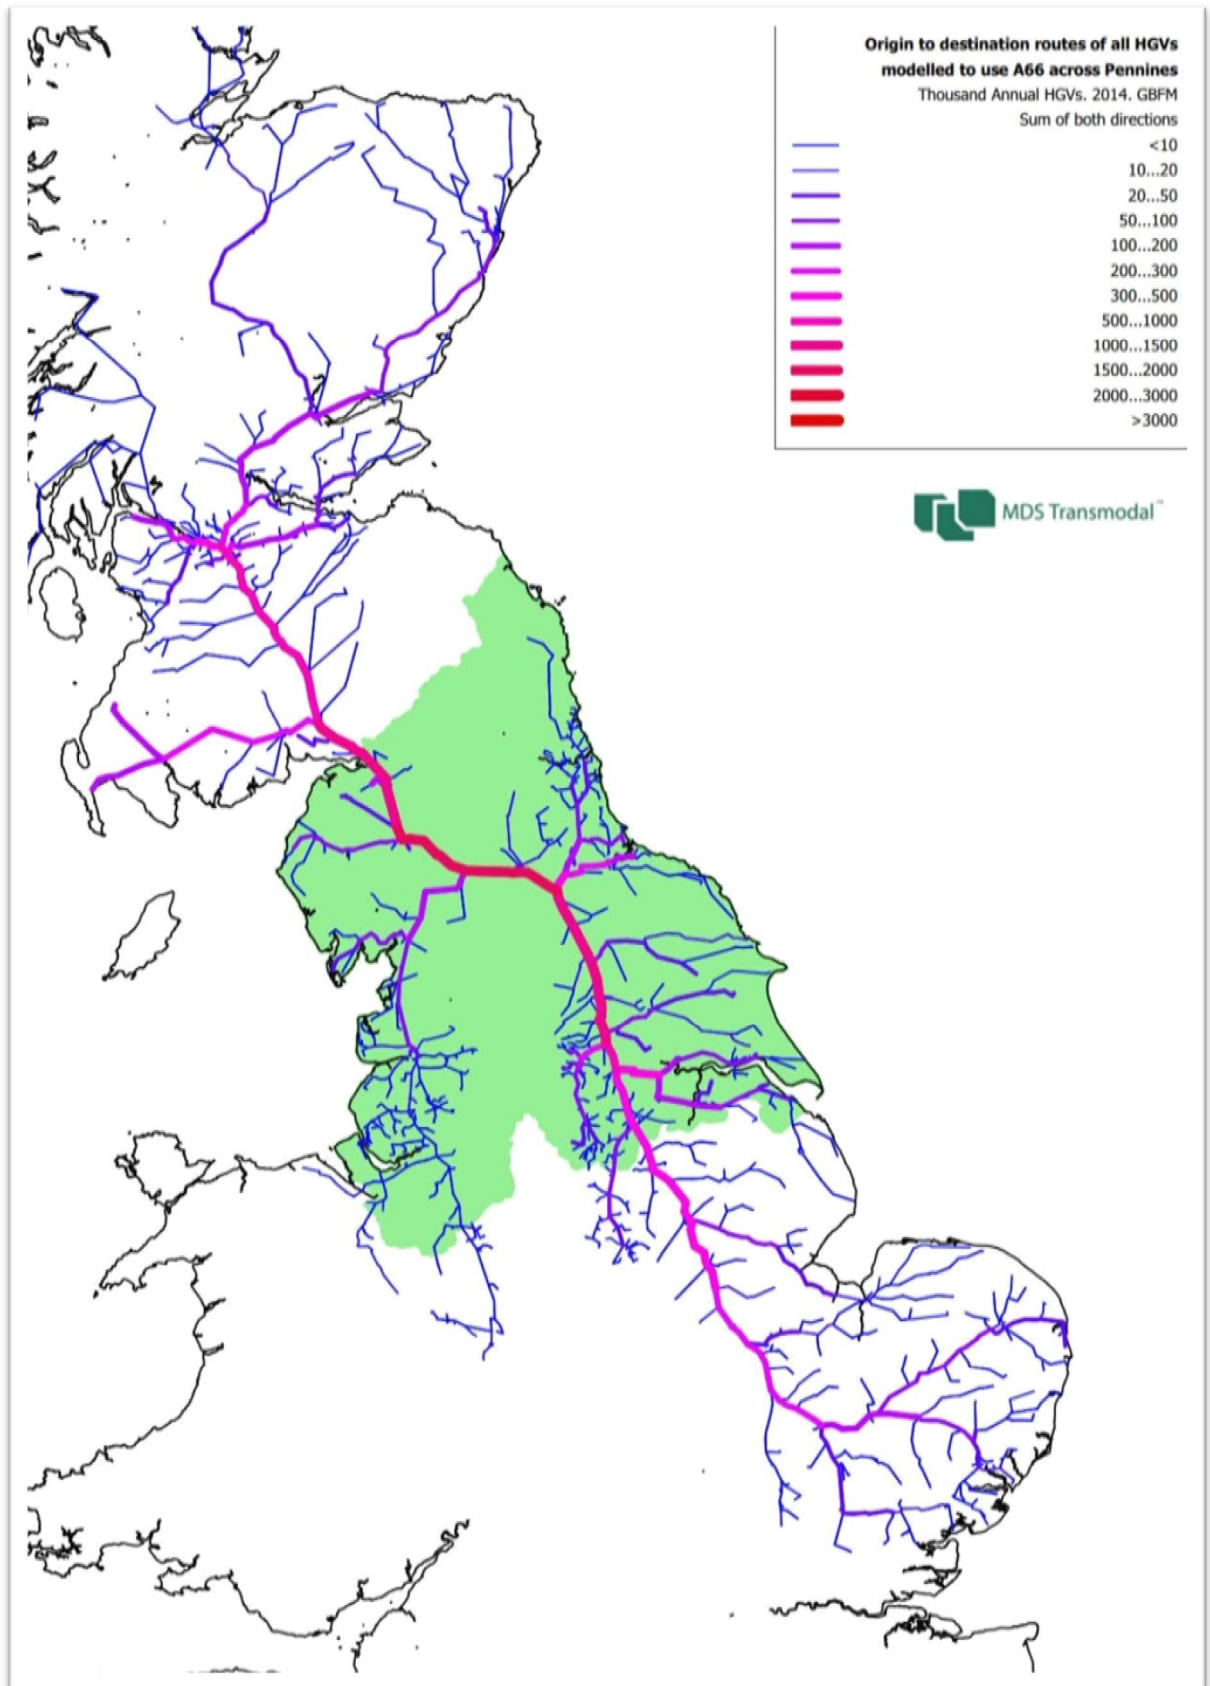 Origin to destination routes of all HGVs
modelled to use A66 across Pennines
Thousand Annual HGVs. 2014. GBFM
Sum of both directions
<10
10...20
20...50
50...100
100...200
200...300
300...500
500...1000
1000...1500
1500...2000
2000...3000
>3000
MDS Transmodal™